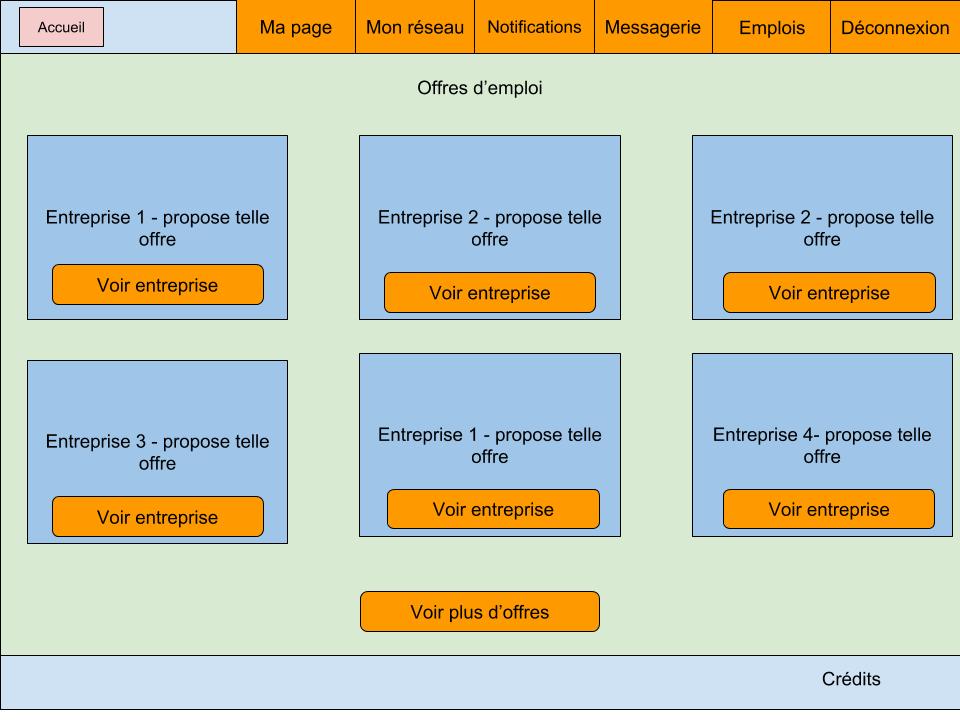 Accueil
Ma page
Mon réseau
Notifications
Messagerie
Emplois
Déconnexion
Offres d’emploi
Entreprise 1 - propose telle
offre
Voir entreprise
Entreprise 2 - propose telle
offre
Voir entreprise
Entreprise 2 - propose telle
offre
Voir entreprise
Entreprise 3 - propose telle
offre
Voir entreprise
Entreprise 1 - propose telle
offre
Voir entreprise
Entreprise 4- propose telle
offre
Voir entreprise
Voir plus d’offres
Crédits